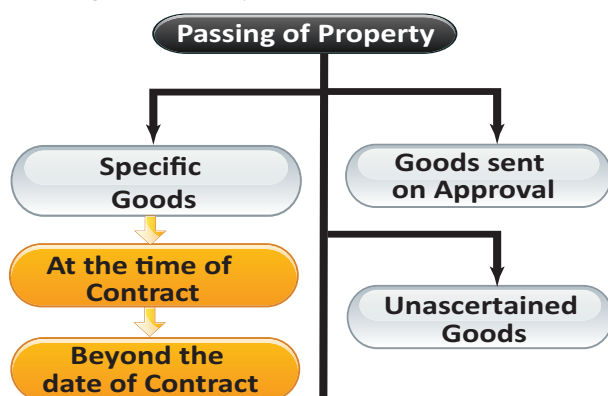 Passing of Property
Specific
Goods
Goods sent
on Approval
At the time of
Contract
Unascertained
Goods
Beyond the
date of Contract